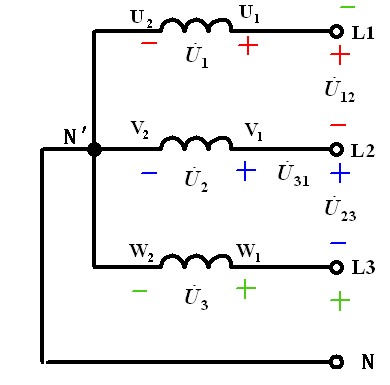 −
U₂ U₁ L1
− + +
U̇₁
U̇₁₂
−
N′ V₂ V₁ L2
− + +
U̇₂ U̇₃₁
U̇₂₃
−
W₂ W₁ L3
− + +
U̇₃
N